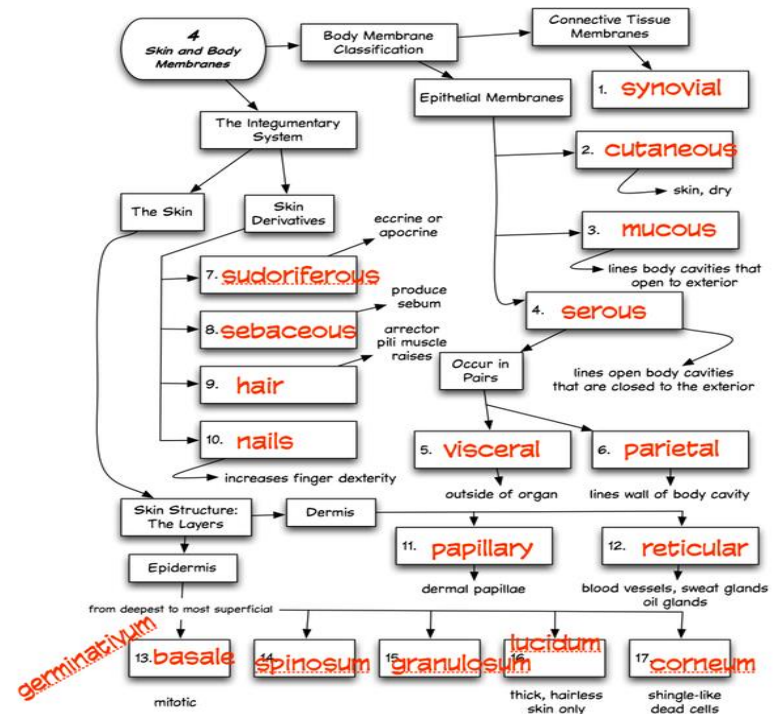 4
Skin and Body
Membranes
Body Membrane
Classification
Connective Tissue
Membranes
1. synovial
Epithelial Membranes
2. cutaneous
skin, dry
3. mucous
lines body cavities that
open to exterior
4. serous
lines open body cavities
that are closed to the exterior
Occur in
Pairs
5. visceral
outside of organ
6. parietal
lines wall of body cavity
The Integumentary
System
The Skin
Skin
Derivatives
eccrine or
apocrine
7. sudoriferous
produce
sebum
8. sebaceous
arrector
pili muscle
raises
9. hair
10. nails
increases finger dexterity
Skin Structure:
The Layers
Dermis
11. papillary
dermal papillae
12. reticular
blood vessels, sweat glands
oil glands
Epidermis
from deepest to most superficial
germinativum
13. basale
mitotic
14. spinosum
15. granulosum
16. lucidum
thick, hairless
skin only
17. corneum
shingle-like
dead cells